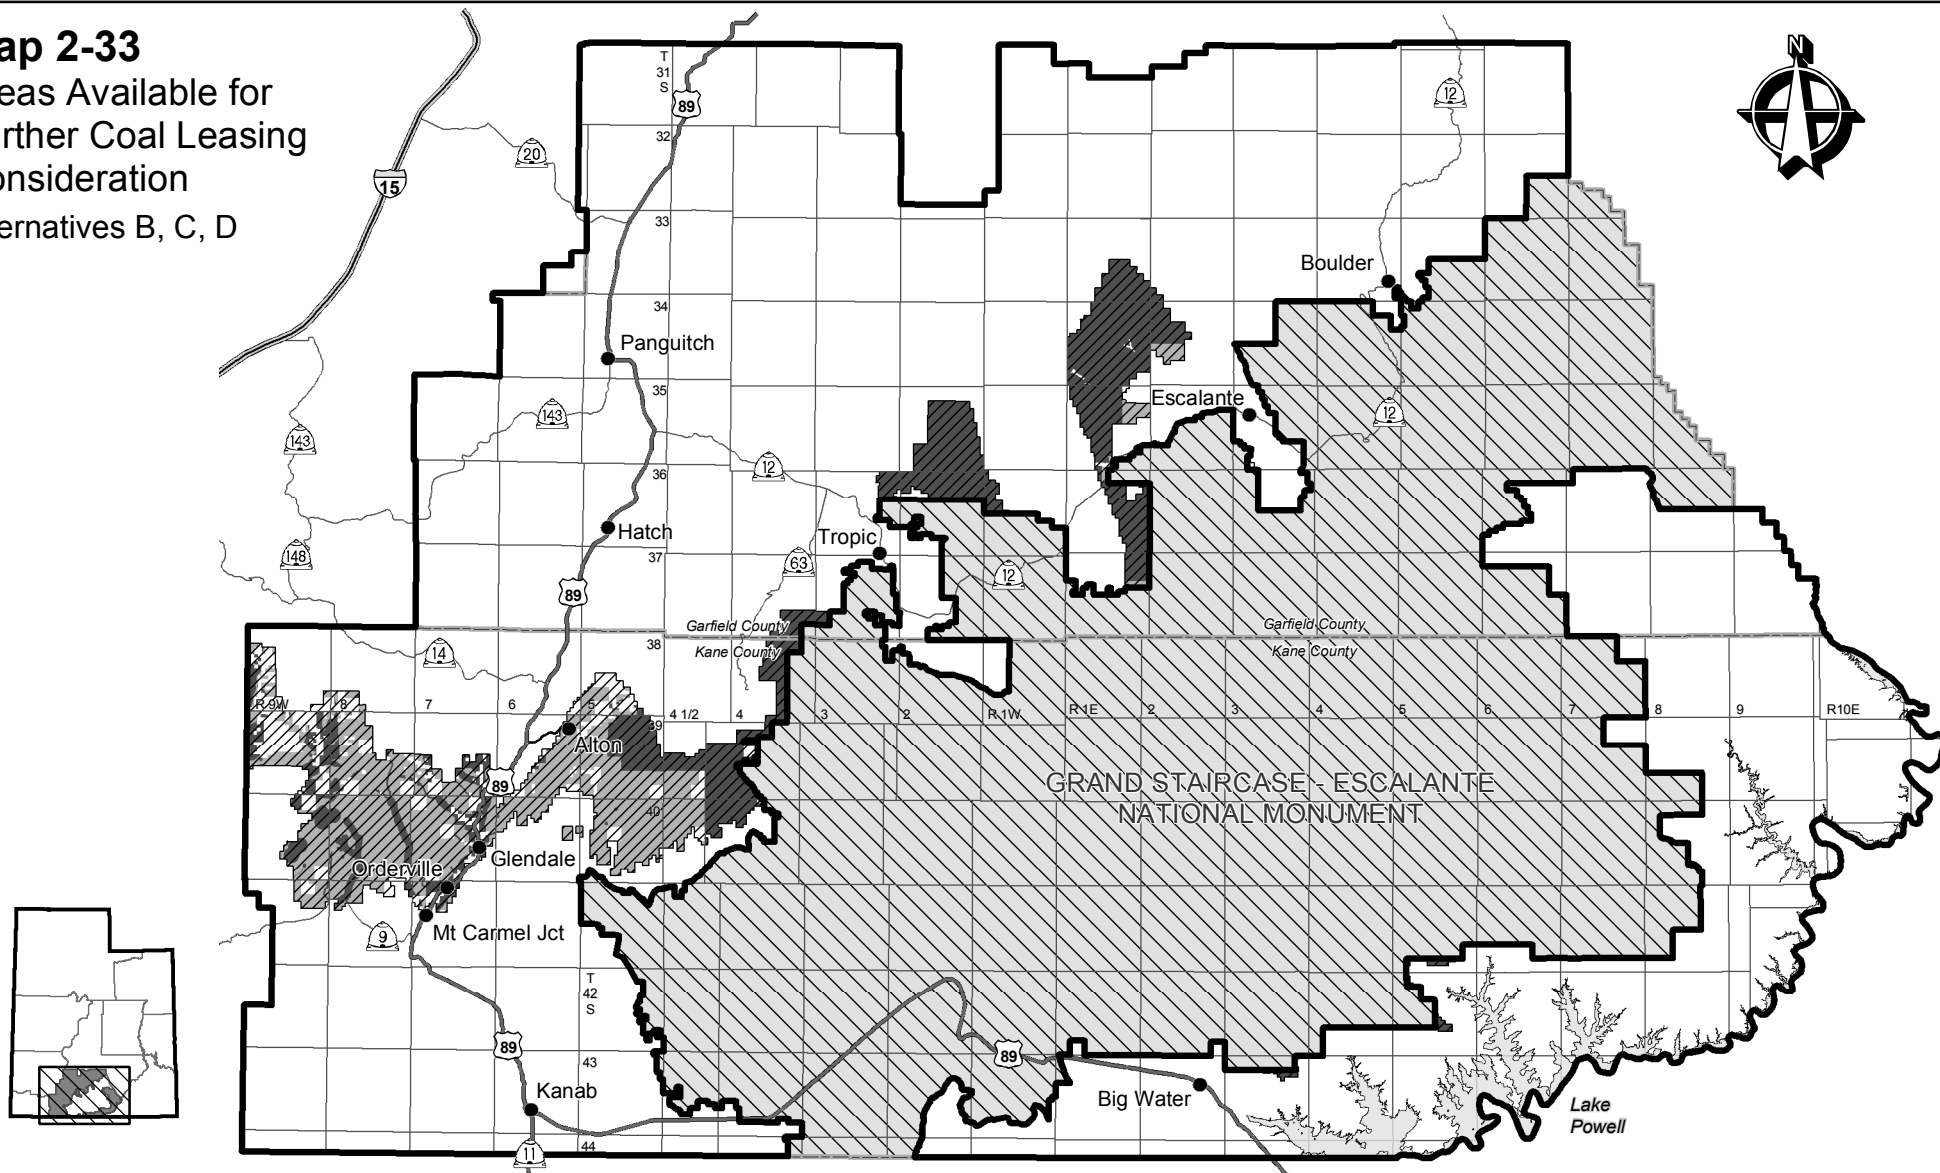 ap 2-33
eas Available for
rther Coal Leasing
onsideration
ernatives B, C, D
N
T
31
S
89
12
20
32
15
33
Boulder
34
Panguitch
35
Escalante
143
12
143
12
36
Hatch
Tropic
148
37
63
12
89
Garfield County
Kane County
Garfield County
Kane County
38
14
R 9W
8
7
6
5
4 1/2
4
3
2
R 1W
R 1E
2
3
4
5
6
7
8
9
R10E
39
Alton
89
GRAND STAIRCASE - ESCALANTE
NATIONAL MONUMENT
40
Glendale
Orderville
9
Mt Carmel Jct
T
42
S
89
43
89
Kanab
Big Water
Lake
Powell
11
44